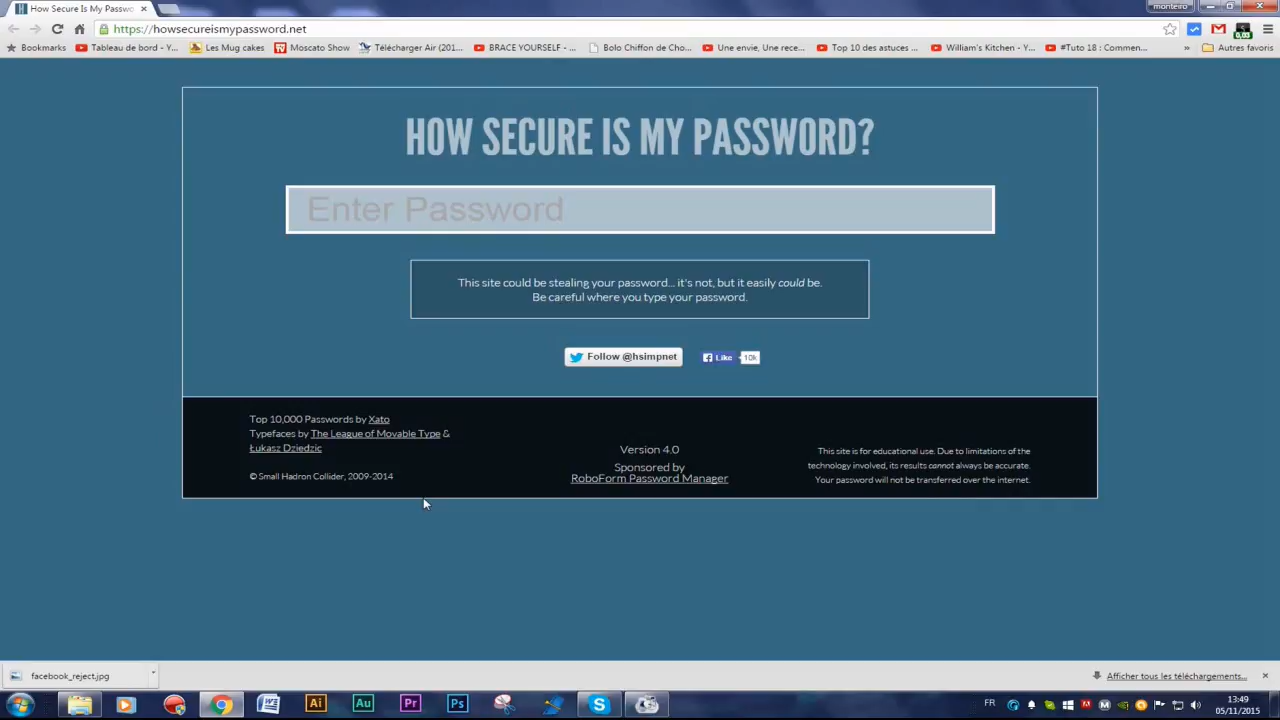 How Secure Is My Passwo
monteiro
https://howsecureismypassword.net
Bookmarks
Tableau de bord - Y...
Les Mug cakes
Moscato Show
Télécharger Air (201...
BRACE YOURSELF - ...
Bolo Chiffon de Cho...
Une envie, Une rece...
Top 10 des astuces ...
William's Kitchen - Y...
#Tuto 18 : Commen...
»
Autres favoris
HOW SECURE IS MY PASSWORD?
Enter Password
This site could be stealing your password... it's not, but it easily could be.
Be careful where you type your password.
Follow @hsimpnet
Like
10k
Top 10,000 Passwords by Xato
Typefaces by The League of Movable Type &
Łukasz Dziedzic
© Small Hadron Collider, 2009-2014
Version 4.0
Sponsored by
RoboForm Password Manager
This site is for educational use. Due to limitations of the
technology involved, its results cannot always be accurate.
Your password will not be transferred over the internet.
facebook_reject.jpg
Afficher tous les téléchargements...
Ai
Au
Pr
Ps
FR
13:49
05/11/2015